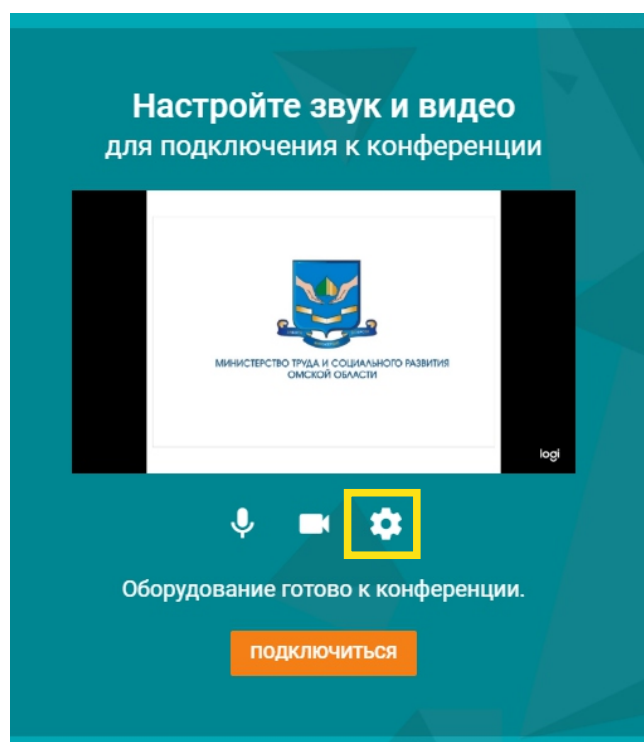 Настройте звук и видео
для подключения к конференции
МИНИСТЕРСТВО ТРУДА И СОЦИАЛЬНОГО РАЗВИТИЯ
ОМСКОЙ ОБЛАСТИ
logi
Оборудование готово к конференции.
ПОДКЛЮЧИТЬСЯ